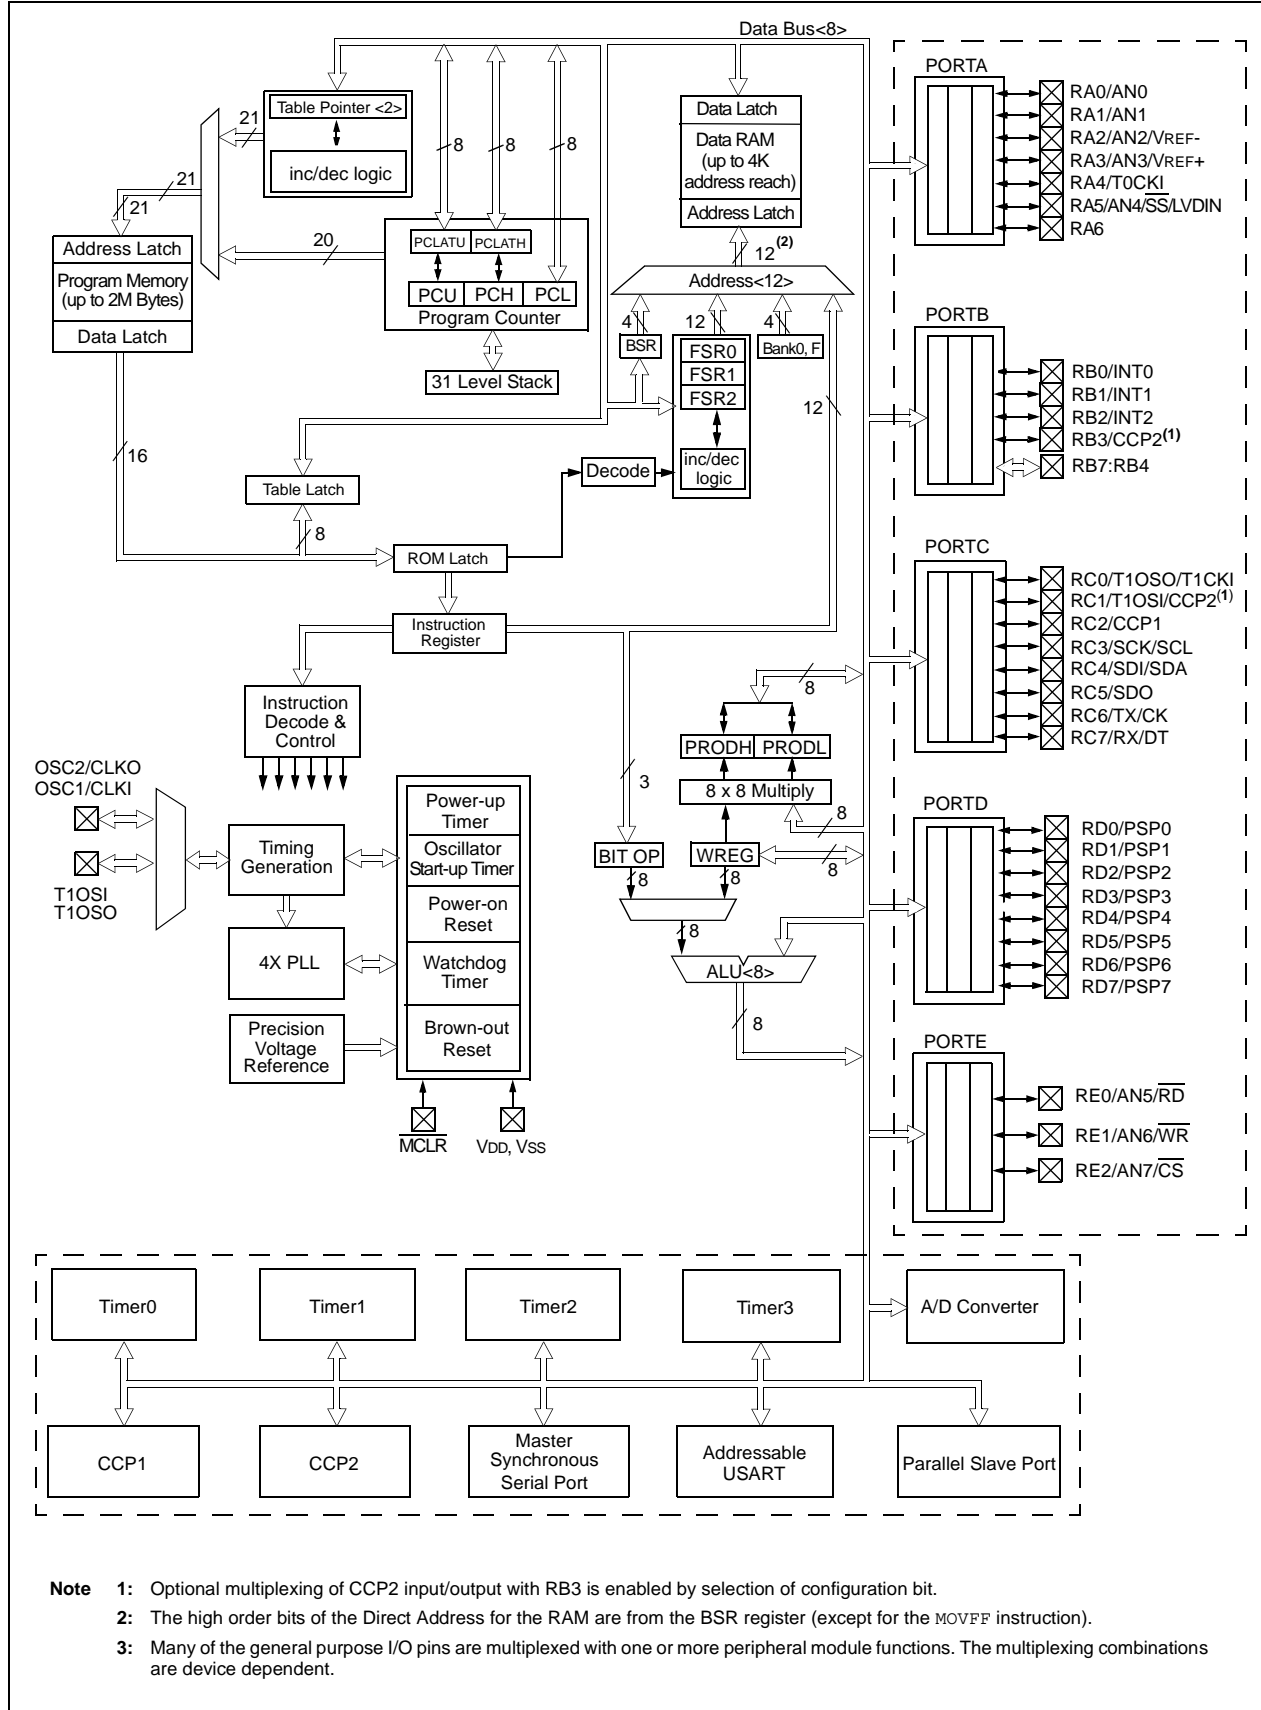 Data Bus<8>
PORTA
Table Pointer <2>
21
inc/dec logic
8
8
8
Data Latch
Data RAM
(up to 4K
address reach)
Address Latch
RA0/AN0
RA1/AN1
RA2/AN2/VREF-
RA3/AN3/VREF+
RA4/T0CKI
RA5/AN4/SS/LVDIN
RA6
21
21
Address Latch
Program Memory
(up to 2M Bytes)
Data Latch
20
PCLATU
PCLATH
PCU
PCH
PCL
Program Counter
12(2)
Address<12>
4
12
4
BSR
FSR0
FSR1
FSR2
Bank0, F
31 Level Stack
12
inc/dec
logic
Decode
PORTB
RB0/INT0
RB1/INT1
RB2/INT2
RB3/CCP2(1)
RB7:RB4
16
Table Latch
8
ROM Latch
Instruction
Register
PORTC
RC0/T1OSO/T1CKI
RC1/T1OSI/CCP2(1)
RC2/CCP1
RC3/SCK/SCL
RC4/SDI/SDA
RC5/SDO
RC6/TX/CK
RC7/RX/DT
Instruction
Decode &
Control
8
PRODH
PRODL
8 x 8 Multiply
3
8
BIT OP
WREG
8
8
8
8
ALU<8>
8
OSC2/CLKO
OSC1/CLKI
T1OSI
T1OSO
Timing
Generation
4X PLL
Precision
Voltage
Reference
Power-up
Timer
Oscillator
Start-up Timer
Power-on
Reset
Watchdog
Timer
Brown-out
Reset
MCLR
VDD, VSS
PORTD
RD0/PSP0
RD1/PSP1
RD2/PSP2
RD3/PSP3
RD4/PSP4
RD5/PSP5
RD6/PSP6
RD7/PSP7
PORTE
RE0/AN5/RD
RE1/AN6/WR
RE2/AN7/CS
Timer0
Timer1
Timer2
Timer3
A/D Converter
CCP1
CCP2
Master
Synchronous
Serial Port
Addressable
USART
Parallel Slave Port
Note 1: Optional multiplexing of CCP2 input/output with RB3 is enabled by selection of configuration bit.
2: The high order bits of the Direct Address for the RAM are from the BSR register (except for the MOVFF instruction).
3: Many of the general purpose I/O pins are multiplexed with one or more peripheral module functions. The multiplexing combinations
are device dependent.